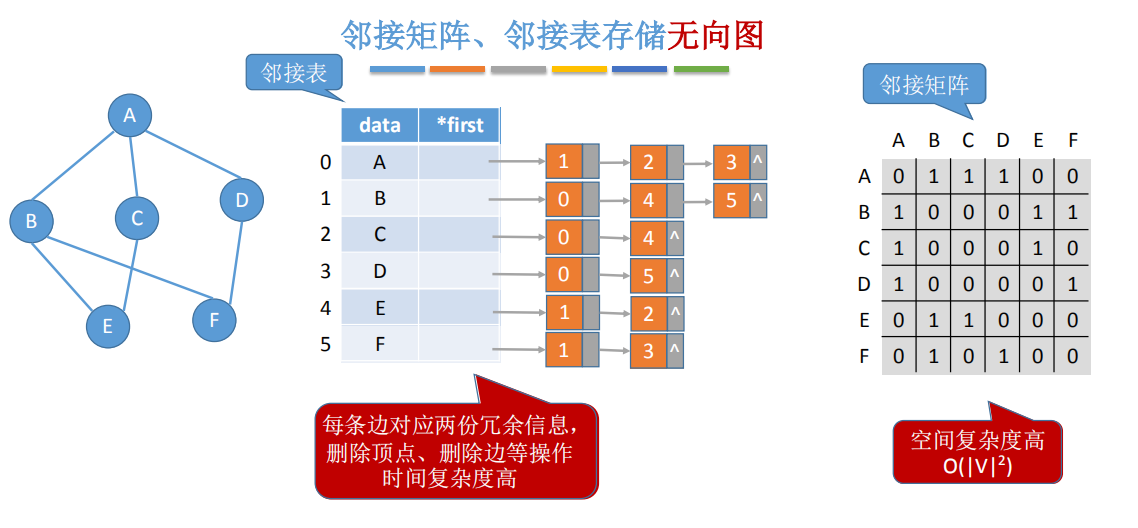 邻接矩阵、邻接表存储无向图
邻接表
A
B
C
D
E
F
data *first
0 A 1 2 3 ^
1 B 0 4 5 ^
2 C 0 4 ^
3 D 0 5 ^
4 E 1 2 ^
5 F 1 3 ^
每条边对应两份冗余信息，
删除顶点、删除边等操作
时间复杂度高
邻接矩阵
A B C D E F
A 0 1 1 1 0 0
B 1 0 0 0 1 1
C 1 0 0 0 1 0
D 1 0 0 0 0 1
E 0 1 1 0 0 0
F 0 1 0 1 0 0
空间复杂度高
O(|V|²)